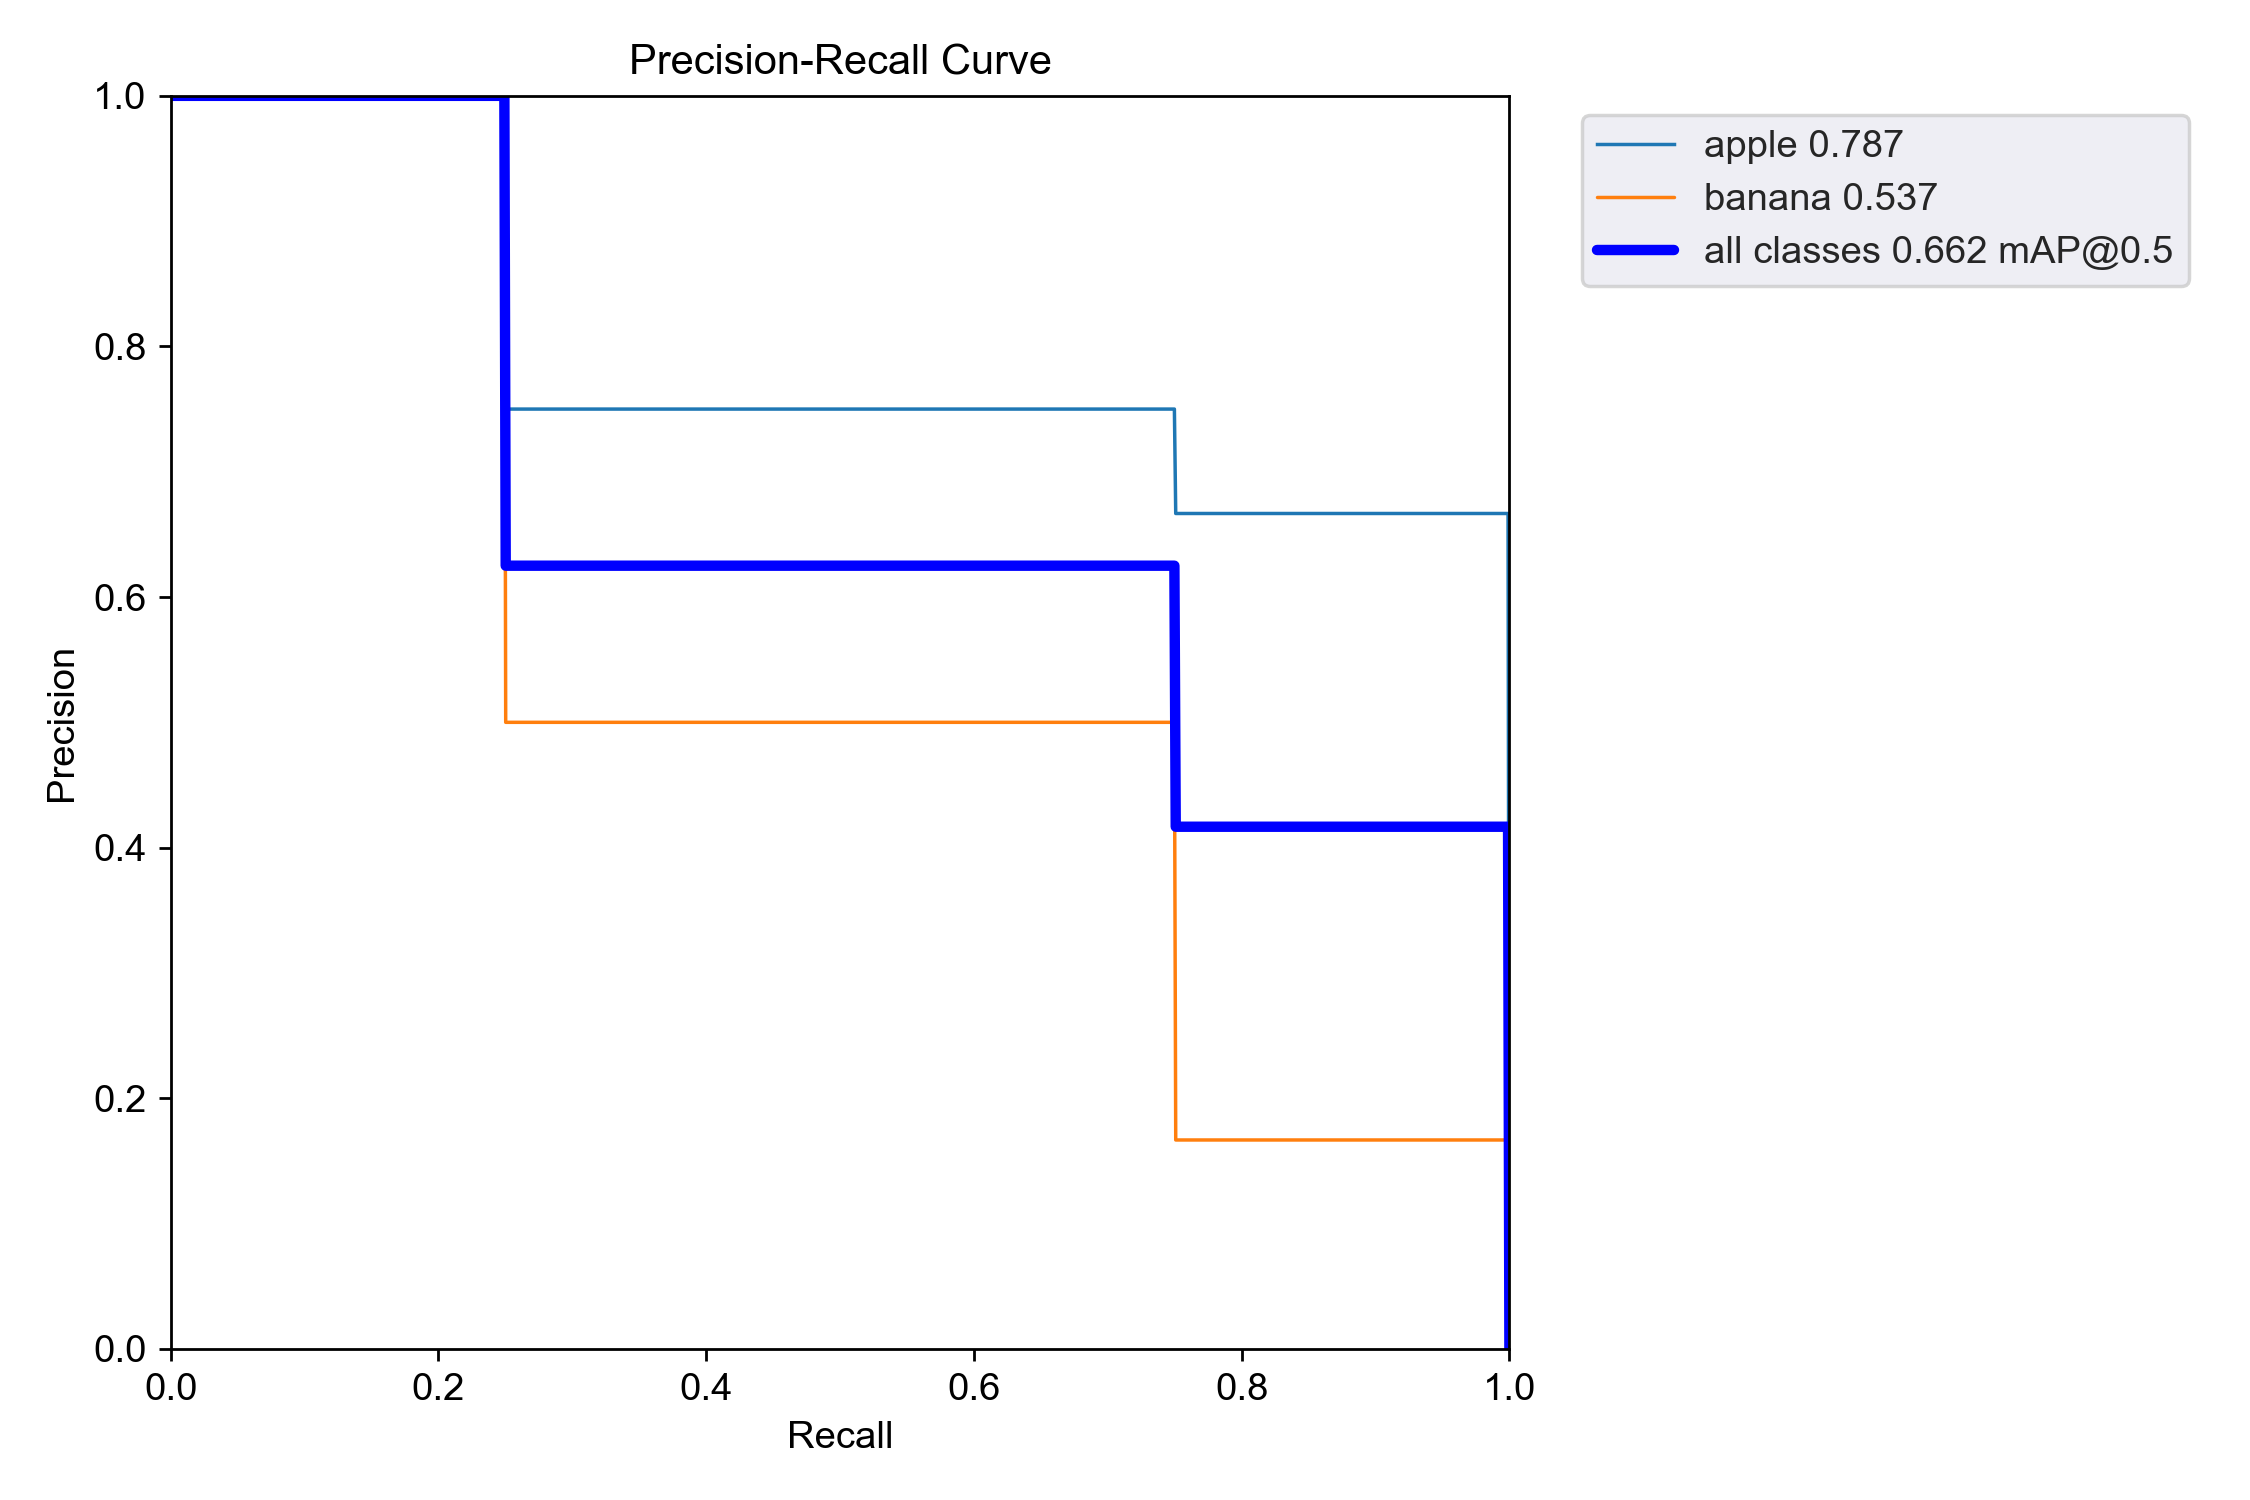 Precision-Recall Curve
1.0
0.8
0.6
0.4
0.2
0.0
Precision
0.0 0.2 0.4 0.6 0.8 1.0
Recall
apple 0.787
banana 0.537
all classes 0.662 mAP@0.5